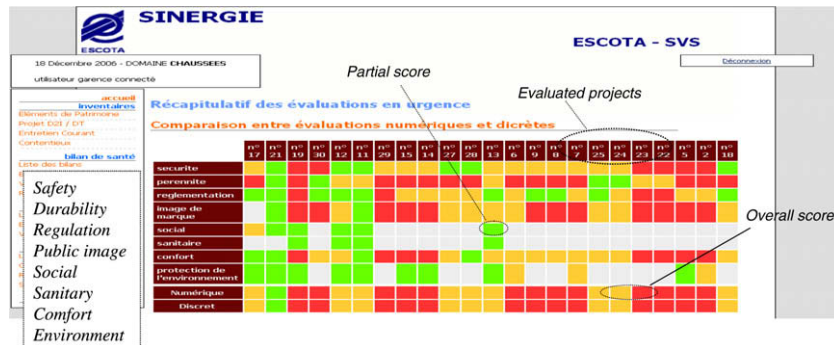 SINERGIE
ESCOTA
ESCOTA - SVS
18 Décembre 2006 - DOMAINE CHAUSSEES
Déconnexion
utilisateur garence connecté
Partial score
Evaluated projects
accueil
inventaires
Eléments de Patrimoine
Projet D2I / DT
Entretien Courant
Contentieux
bilan de santé
Liste des bilans
Récapitulatif des évaluations en urgence
Comparaison entre évaluations numériques et discrètes
n° 17 n° 21 n° 19 n° 30 n° 12 n° 11 n° 29 n° 15 n° 14 n° 27 n° 28 n° 13 n° 6 n° 9 n° 8 n° 7 n° 25 n° 24 n° 23 n° 22 n° 5 n° 2 n° 18
securite
perennite
reglementation
image de
marque
social
sanitaire
confort
protection de
l'environnement
Numérique
Discret
Safety
Durability
Regulation
Public image
Social
Sanitary
Comfort
Environment
Overall score